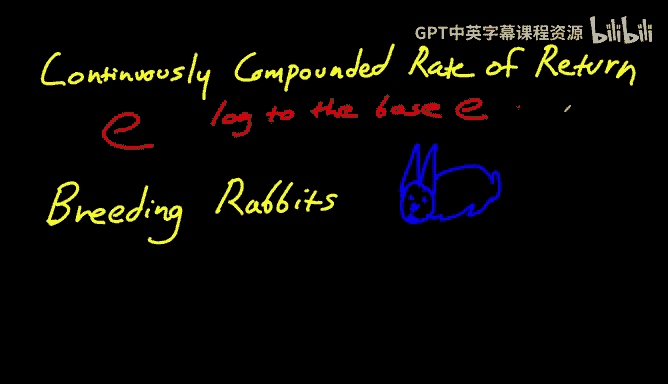 GPT中英字幕课程资源 bilibili
Continuously Compounded Rate of Return
e log to the base e
Breeding Rabbits